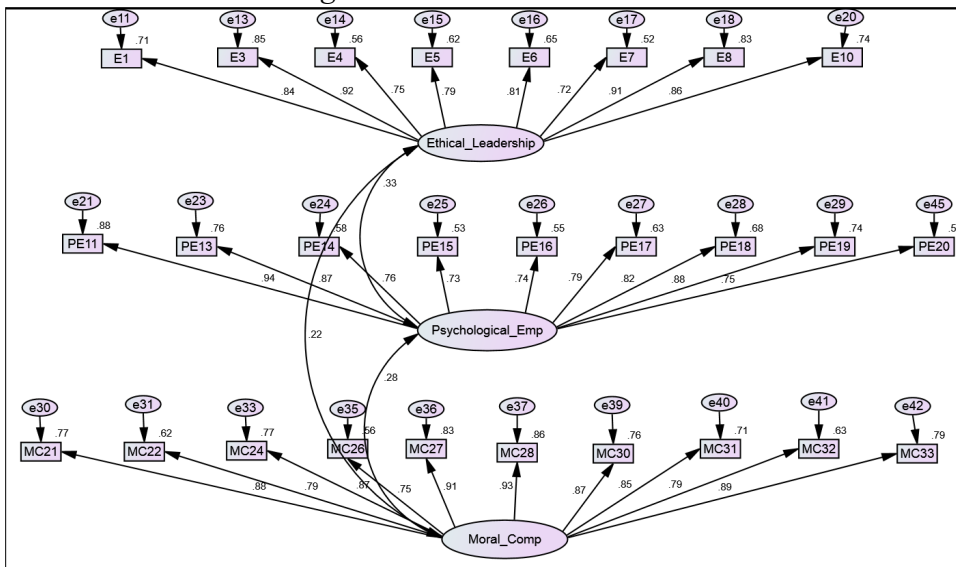 e11 e13 e14 e15 e16 e17 e18 e20
.71 .85 .56 .62 .65 .52 .83 .74
E1 E3 E4 E5 E6 E7 E8 E10
.84 .92 .75 .79 .81 .72 .91 .86
Ethical_Leadership
.33
e21 e23 e24 e25 e26 e27 e28 e29 e45
.88 .76 .58 .53 .55 .63 .68 .74
PE11 PE13 PE14 PE15 PE16 PE17 PE18 PE19 PE20
.94 .87 .76 .73 .74 .79 .82 .88 .75
Psychological_Emp
.22
.28
e30 e31 e33 e35 e36 e37 e39 e40 e41 e42
.77 .62 .77 .56 .83 .86 .76 .71 .63 .79
MC21 MC22 MC24 MC26 MC27 MC28 MC30 MC31 MC32 MC33
.88 .79 .87 .75 .91 .93 .87 .85 .79 .89
Moral_Comp